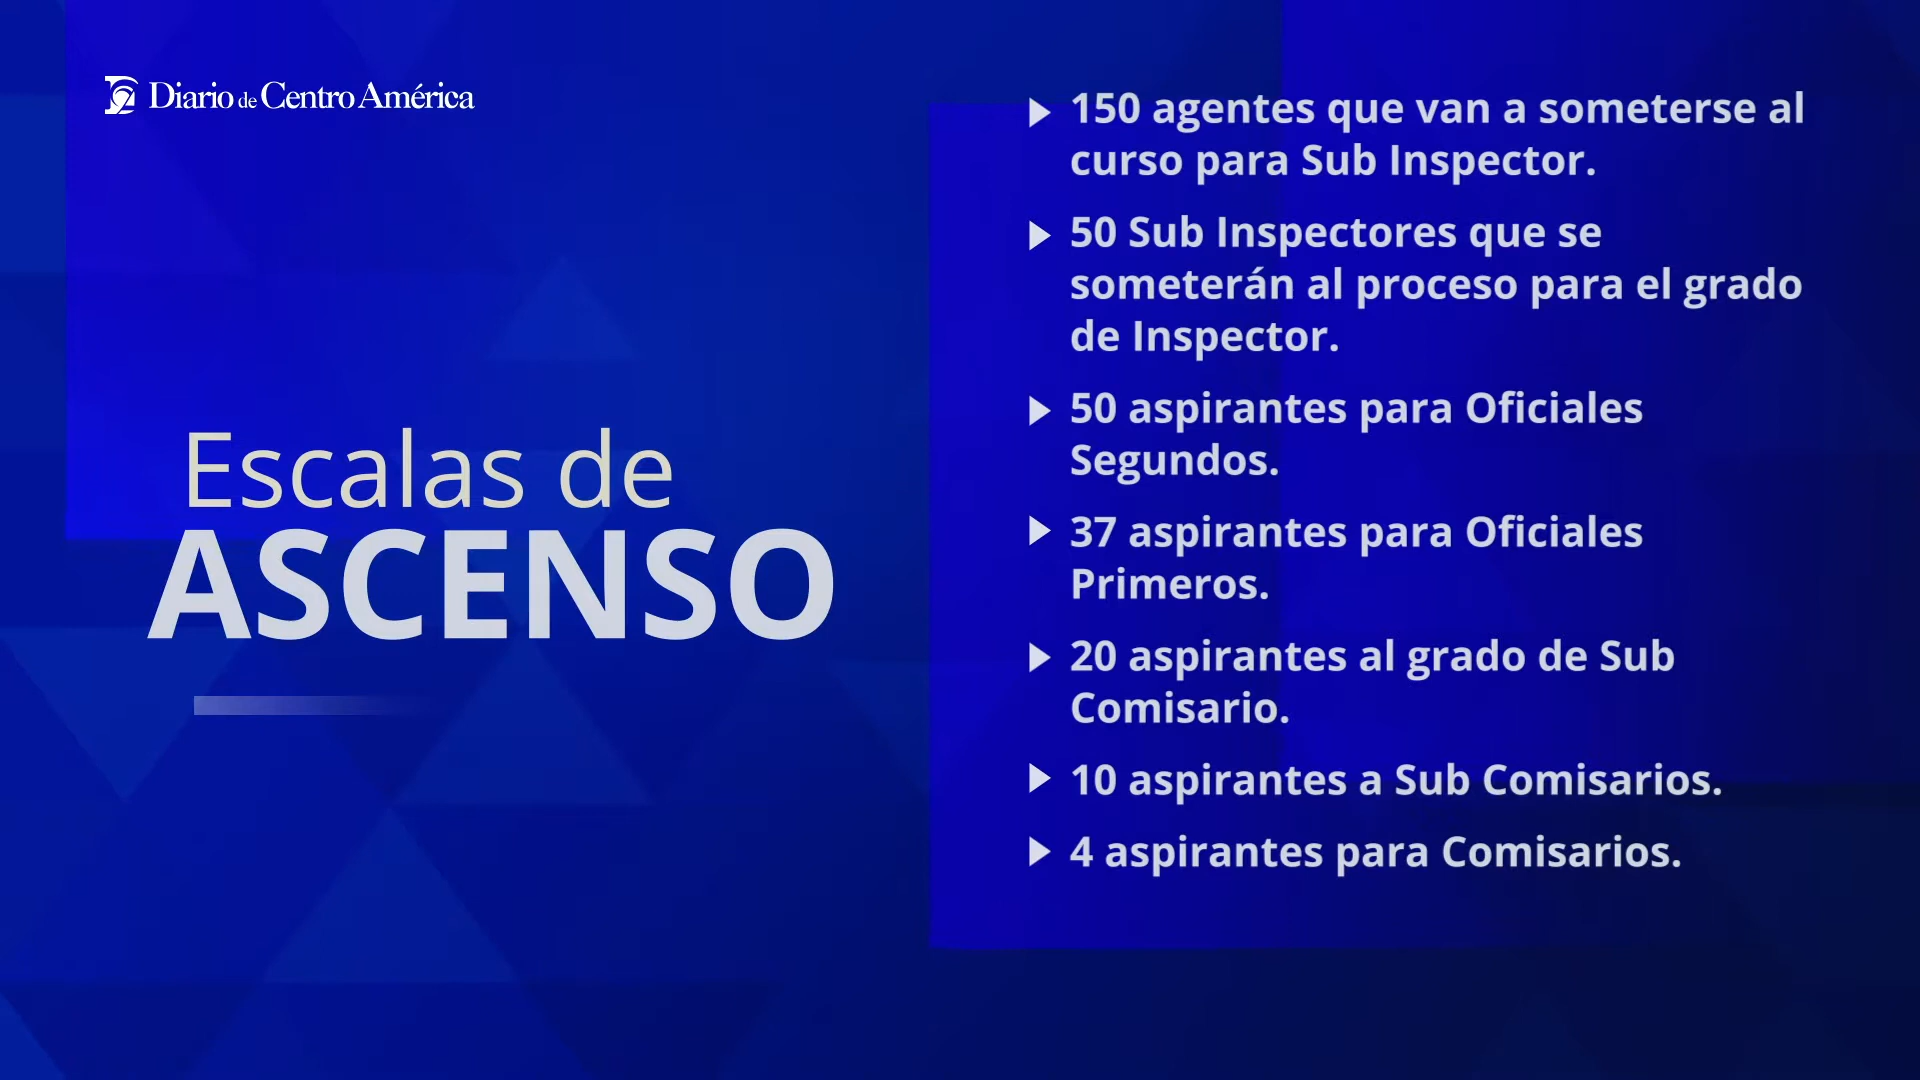 Diario de Centro América
Escalas de
ASCENSO
150 agentes que van a someterse al
curso para Sub Inspector.
50 Sub Inspectores que se
someterán al proceso para el grado
de Inspector.
50 aspirantes para Oficiales
Segundos.
37 aspirantes para Oficiales
Primeros.
20 aspirantes al grado de Sub
Comisario.
10 aspirantes a Sub Comisarios.
4 aspirantes para Comisarios.